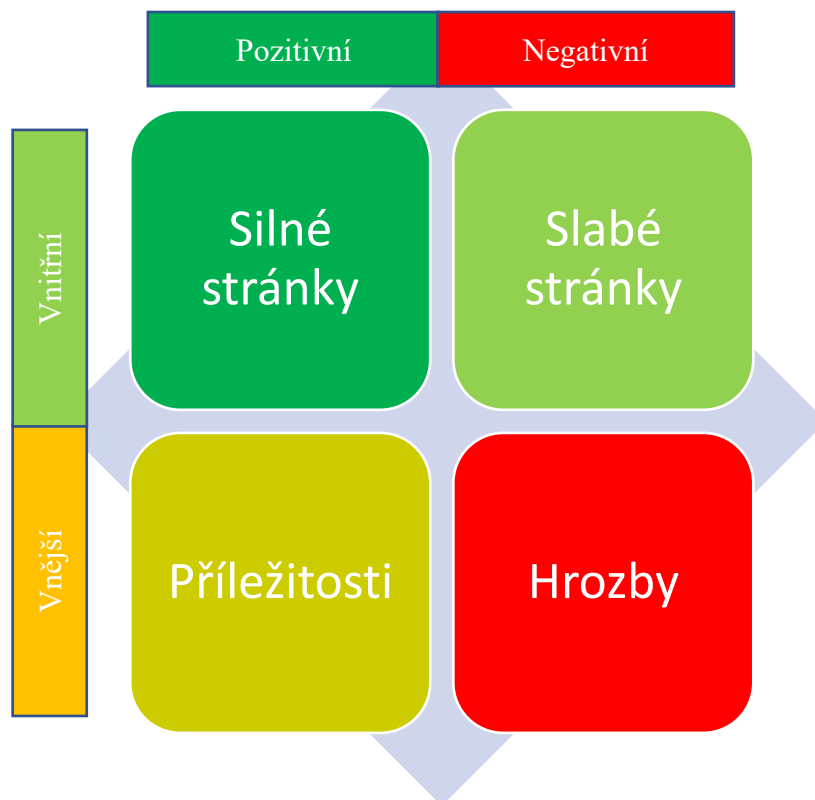 Pozitivní
Negativní
Vnitřní
Silné
stránky
Slabé
stránky
Vnější
Příležitosti
Hrozby